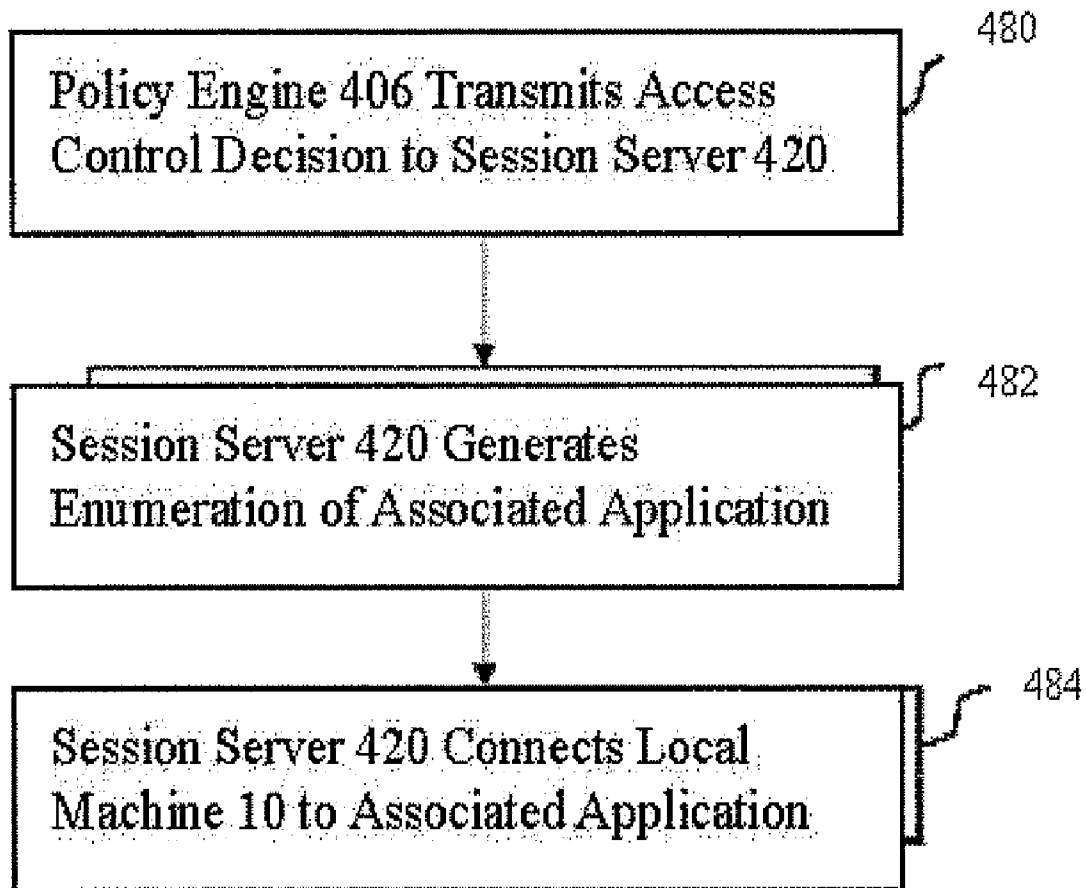 480
Policy Engine 406 Transmits Access
Control Decision to Session Server 420
482
Session Server 420 Generates
Enumeration of Associated Application
484
Session Server 420 Connects Local
Machine 10 to Associated Application